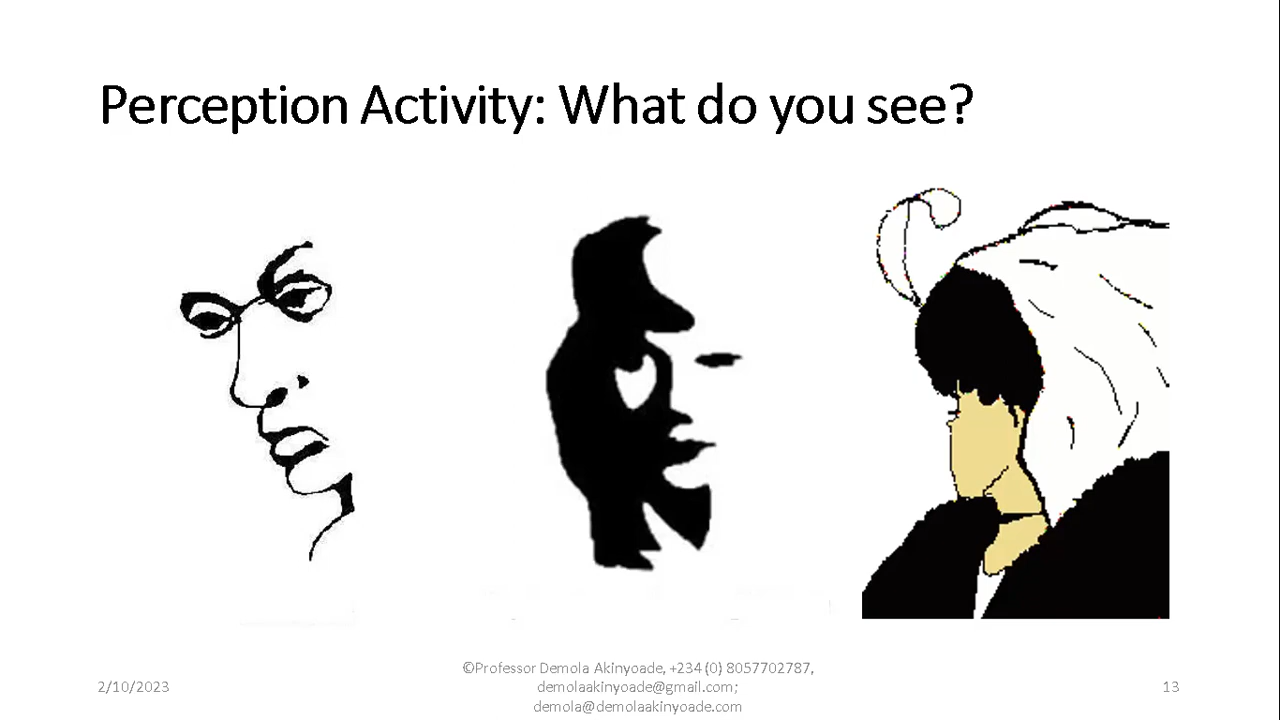 Perception Activity: What do you see?
2/10/2023
©Professor Demola Akinyoade, +234 (0) 8057702787,
demolaakinyoade@gmail.com;
demola@demolaakinyoade.com
13